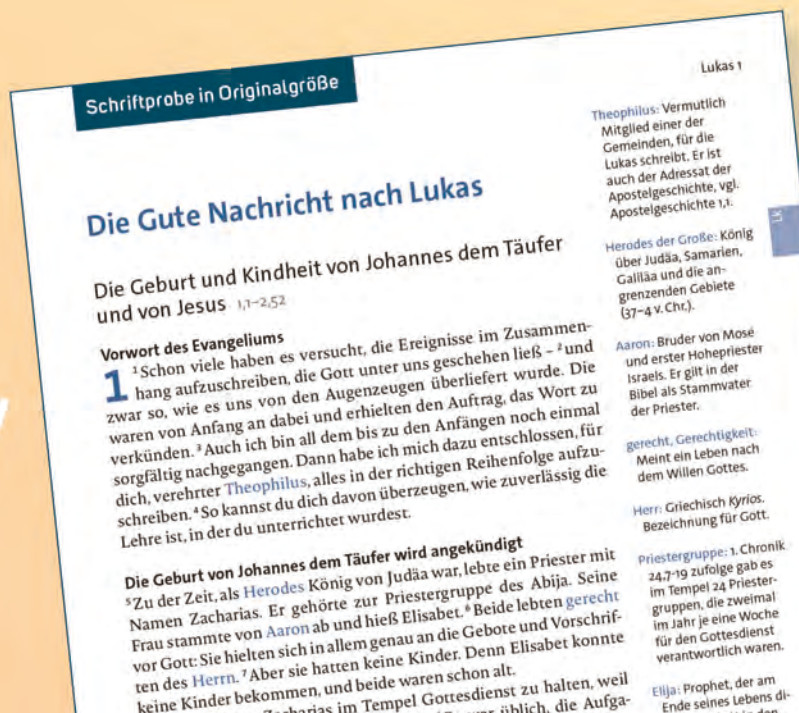 Schriftprobe in Originalgröße
Lukas 1
Die Gute Nachricht nach Lukas
Die Geburt und Kindheit von Johannes dem Täufer
und von Jesus 1,1–2,52
Vorwort des Evangeliums
1 ¹Schon viele haben es versucht, die Ereignisse im Zusammen-
hang aufzuschreiben, die Gott unter uns geschehen ließ – ²und
zwar so, wie es uns von den Augenzeugen überliefert wurde. Die
waren von Anfang an dabei und erhielten den Auftrag, das Wort zu
verkünden. ³Auch ich bin all dem bis zu den Anfängen noch einmal
sorgfältig nachgegangen. Dann habe ich mich dazu entschlossen, für
dich, verehrter Theophilus, alles in der richtigen Reihenfolge aufzu-
schreiben. ⁴So kannst du dich davon überzeugen, wie zuverlässig die
Lehre ist, in der du unterrichtet wurdest.
Die Geburt von Johannes dem Täufer wird angekündigt
⁵Zu der Zeit, als Herodes König von Judäa war, lebte ein Priester mit
Namen Zacharias. Er gehörte zur Priestergruppe des Abija. Seine
Frau stammte von Aaron ab und hieß Elisabet. ⁶Beide lebten gerecht
vor Gott: Sie hielten sich in allem genau an die Gebote und Vorschrif-
ten des Herrn. ⁷Aber sie hatten keine Kinder. Denn Elisabet konnte
keine Kinder bekommen, und beide waren schon alt.
Zacharias im Tempel Gottesdienst zu halten, weil
war üblich, die Aufga-
Theophilus: Vermutlich
Mitglied einer der
Gemeinden, für die
Lukas schreibt. Er ist
auch der Adressat der
Apostelgeschichte, vgl.
Apostelgeschichte 1,1.
Lk
Herodes der Große: König
über Judäa, Samarien,
Galiläa und die an-
grenzenden Gebiete
(37–4 v. Chr.).
Aaron: Bruder von Mose
und erster Hohepriester
Israels. Er gilt in der
Bibel als Stammvater
der Priester.
gerecht, Gerechtigkeit:
Meint ein Leben nach
dem Willen Gottes.
Herr: Griechisch Kyrios.
Bezeichnung für Gott.
Priestergruppe: 1. Chronik
24,7-19 zufolge gab es
im Tempel 24 Priester-
gruppen, die zweimal
im Jahr je eine Woche
für den Gottesdienst
verantwortlich waren.
Elija: Prophet, der am
Ende seines Lebens di-